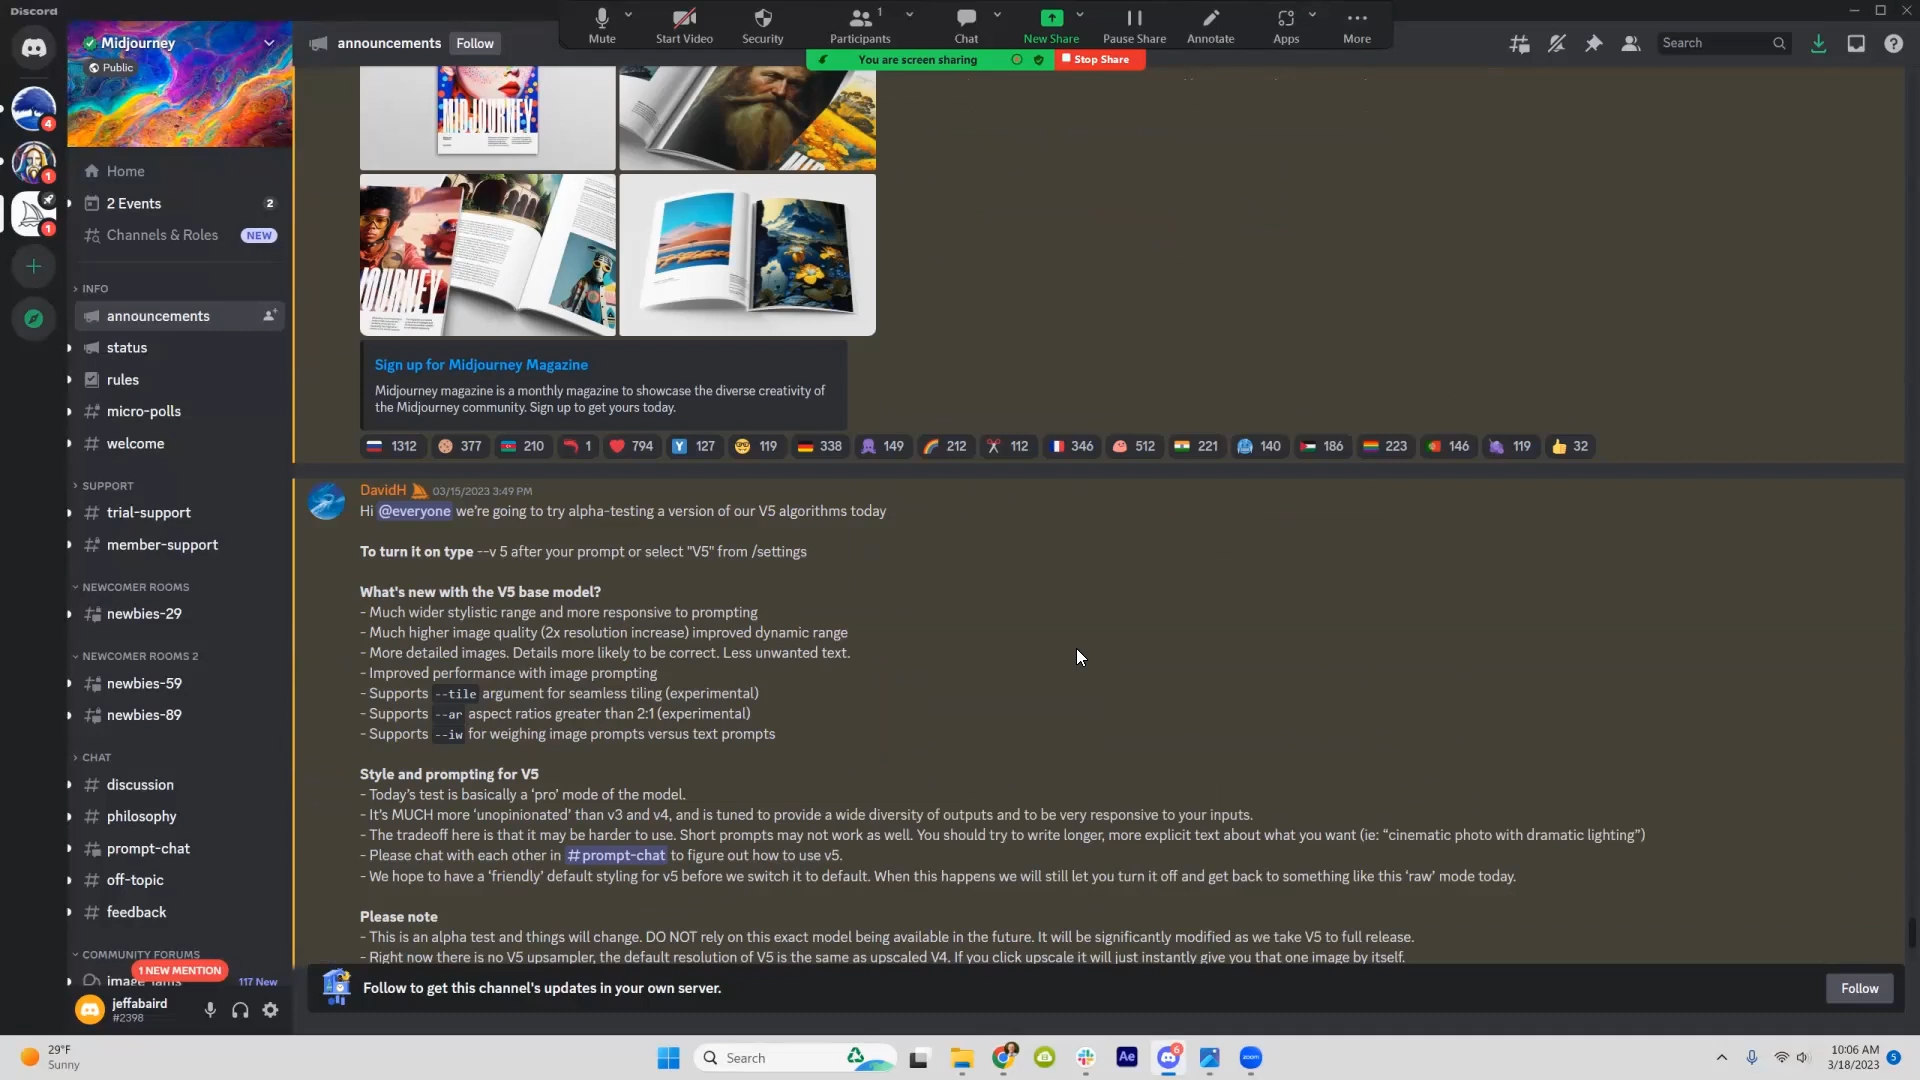 Discord
Mute
Start Video
Security
1
Participants
Chat
New Share
Pause Share
Annotate
Apps
More
You are screen sharing
Stop Share
Midjourney
Public
announcements
Follow
Search
4
1
1
Home
2 Events
2
Channels & Roles
NEW
INFO
announcements
status
rules
micro-polls
welcome
SUPPORT
trial-support
member-support
NEWCOMER ROOMS
newbies-29
NEWCOMER ROOMS 2
newbies-59
newbies-89
CHAT
discussion
philosophy
prompt-chat
off-topic
feedback
COMMUNITY FORUMS
1 NEW MENTION
117 New
jeffabaird
#2398
MIDJOURNEY
Sign up for Midjourney Magazine
Midjourney magazine is a monthly magazine to showcase the diverse creativity of
the Midjourney community. Sign up to get yours today.
1312 377 210 1 794 127 119 338 149 212 112 346 512 221 140 186 223 146 119 32
DavidH 03/15/2023 3:49 PM
Hi @everyone we're going to try alpha-testing a version of our V5 algorithms today
To turn it on type --v 5 after your prompt or select "V5" from /settings
What's new with the V5 base model?
- Much wider stylistic range and more responsive to prompting
- Much higher image quality (2x resolution increase) improved dynamic range
- More detailed images. Details more likely to be correct. Less unwanted text.
- Improved performance with image prompting
- Supports --tile argument for seamless tiling (experimental)
- Supports --ar aspect ratios greater than 2:1 (experimental)
- Supports --iw for weighing image prompts versus text prompts
Style and prompting for V5
- Today's test is basically a 'pro' mode of the model.
- It's MUCH more 'unopinionated' than v3 and v4, and is tuned to provide a wide diversity of outputs and to be very responsive to your inputs.
- The tradeoff here is that it may be harder to use. Short prompts may not work as well. You should try to write longer, more explicit text about what you want (ie: “cinematic photo with dramatic lighting”)
- Please chat with each other in #prompt-chat to figure out how to use v5.
- We hope to have a 'friendly' default styling for v5 before we switch it to default. When this happens we will still let you turn it off and get back to something like this 'raw' mode today.
Please note
- This is an alpha test and things will change. DO NOT rely on this exact model being available in the future. It will be significantly modified as we take V5 to full release.
- Right now there is no V5 upsampler, the default resolution of V5 is the same as upscaled V4. If you click upscale it will just instantly give you that one image by itself.
Follow to get this channel's updates in your own server.
Follow
29°F
Sunny
Search
Ae
6
zoom
10:06 AM
3/18/2023
5